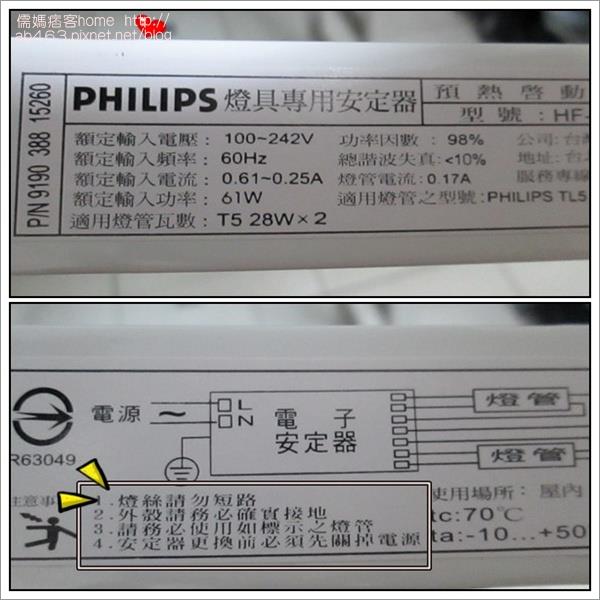 儒媽痞客home http://
ab463.pixnet.net/blog
P/N 9190 388 15260
PHILIPS 燈具專用安定器
預熱啓動
型號：HF-
額定輸入電壓：100~242V 功率因數：98% 公司：台
額定輸入頻率：60Hz 總諧波失真：<10% 地址：台
額定輸入電流：0.61~0.25A 燈管電流：0.17A 服務專線
額定輸入功率：61W 適用燈管之型號：PHILIPS TL5
適用燈管瓦數：T5 28W×2
電源 ~ L N
電子
安定器
燈管
燈管
R63049
注意事
1．燈絲請勿短路
2．外殼請務必確實接地
3．請務必使用如標示之燈管
4．安定器更換前必須先關掉電源
使用場所：屋內
tc:70℃
ta:-10...+50